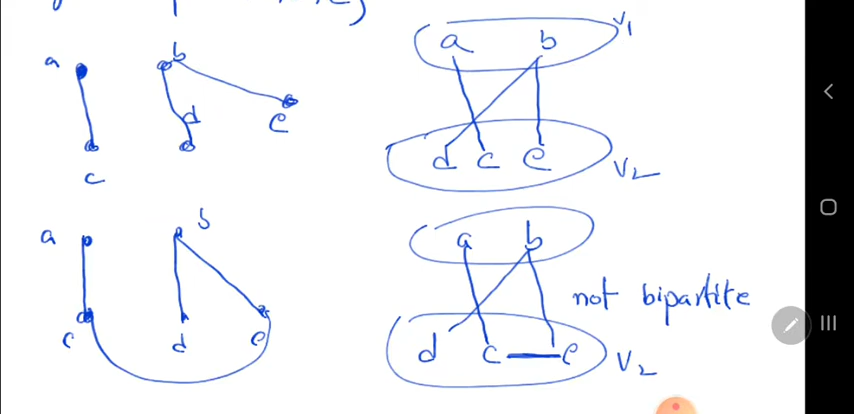 a b a b V1
d e
c d c e V2
b
a a b
not bipartite
c d e d c e V2